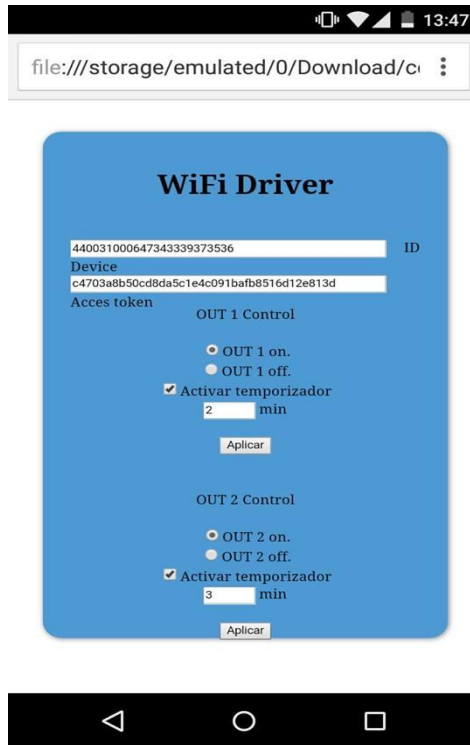 13:47
file:///storage/emulated/0/Download/c
WiFi Driver
440031000647343339373536 ID
Device
c4703a8b50cd8da5c1e4c091bafb8516d12e813d
Acces token
OUT 1 Control
OUT 1 on.
OUT 1 off.
Activar temporizador
2 min
Aplicar
OUT 2 Control
OUT 2 on.
OUT 2 off.
Activar temporizador
3 min
Aplicar